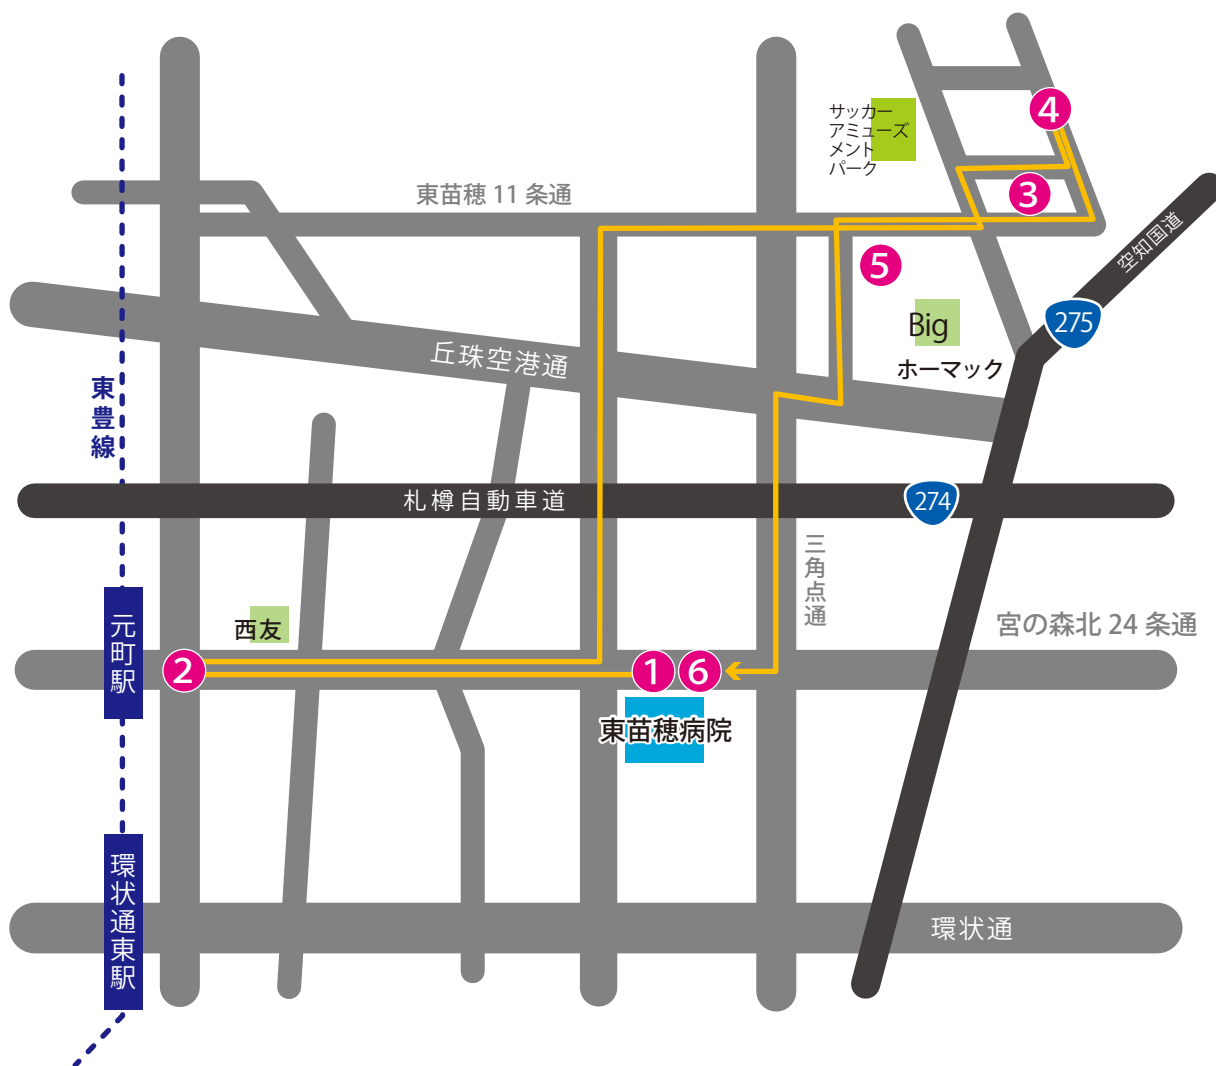 サッカー
アミューズ
メント
パーク
4
3
東苗穂 11 条通
5
空知国道
275
Big
ホーマック
丘珠空港通
東豊線
札樽自動車道
274
三角点通
元町駅
西友
宮の森北 24 条通
2
1
6
東苗穂病院
環状通東駅
環状通